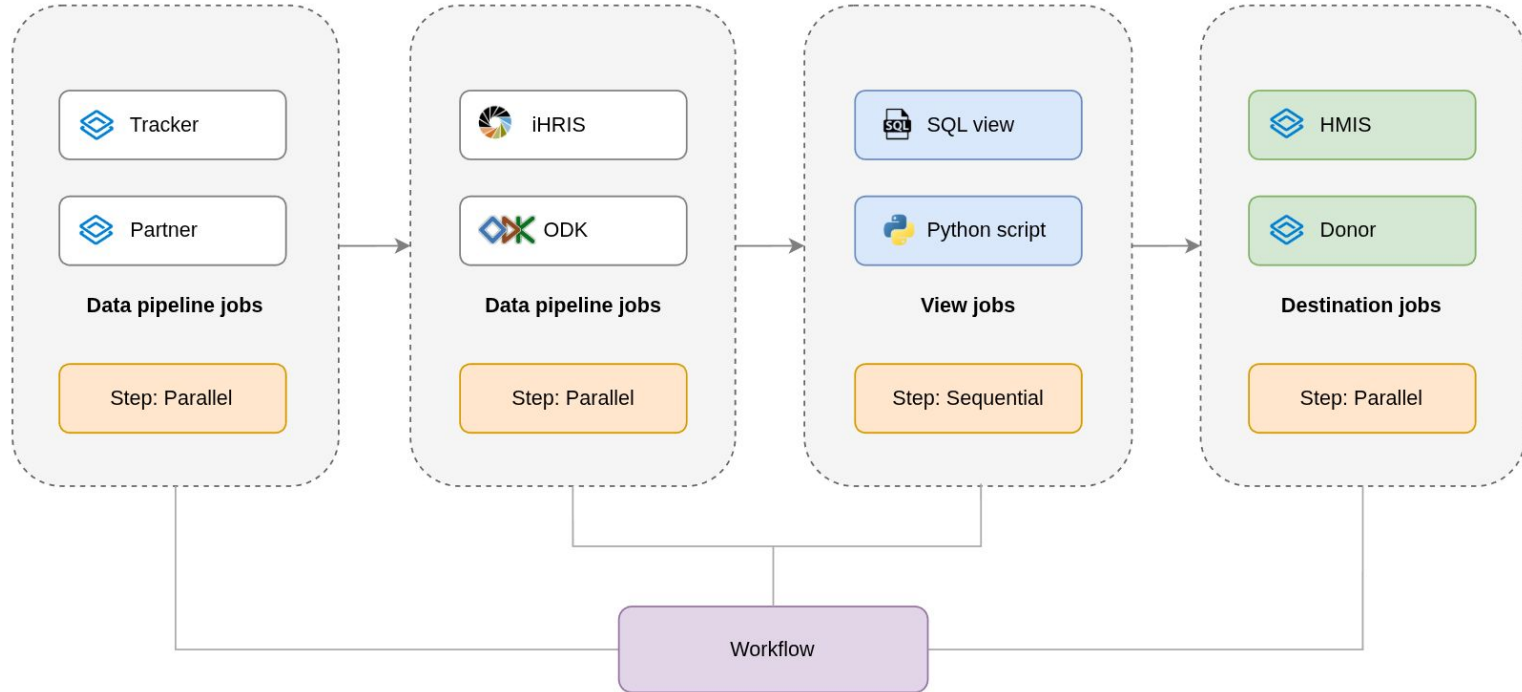 Tracker
Partner
Data pipeline jobs
Step: Parallel
iHRIS
ODK
Data pipeline jobs
Step: Parallel
SQL
SQL view
Python script
View jobs
Step: Sequential
HMIS
Donor
Destination jobs
Step: Parallel
Workflow